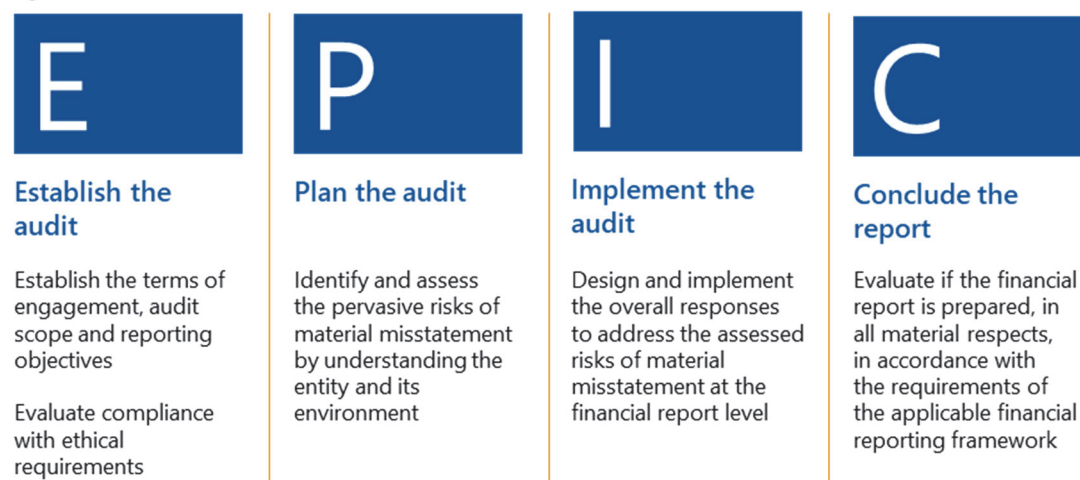 E
Establish the
audit
Establish the terms of
engagement, audit
scope and reporting
objectives
Evaluate compliance
with ethical
requirements
P
Plan the audit
Identify and assess
the pervasive risks of
material misstatement
by understanding the
entity and its
environment
I
Implement the
audit
Design and implement
the overall responses
to address the assessed
risks of material
misstatement at the
financial report level
C
Conclude the
report
Evaluate if the financial
report is prepared, in
all material respects,
in accordance with
the requirements of
the applicable financial
reporting framework